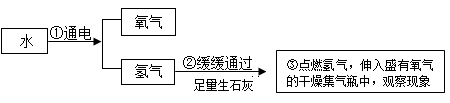 水
①通电
氧气
氢气
②缓缓通过
足量生石灰
③点燃氢气，伸入盛有氧气
的干燥集气瓶中，观察现象